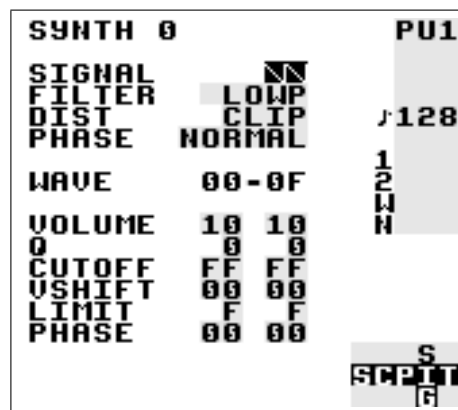 SYNTH 0
PU1
SIGNAL
FILTER LOWP
DIST CLIP
♪128
PHASE NORMAL
1
WAVE 00-0F
2
W
VOLUME 10 10
N
Q 0 0
CUTOFF FF FF
VSHIFT 00 00
LIMIT F F
PHASE 00 00
S
SCPIT
G